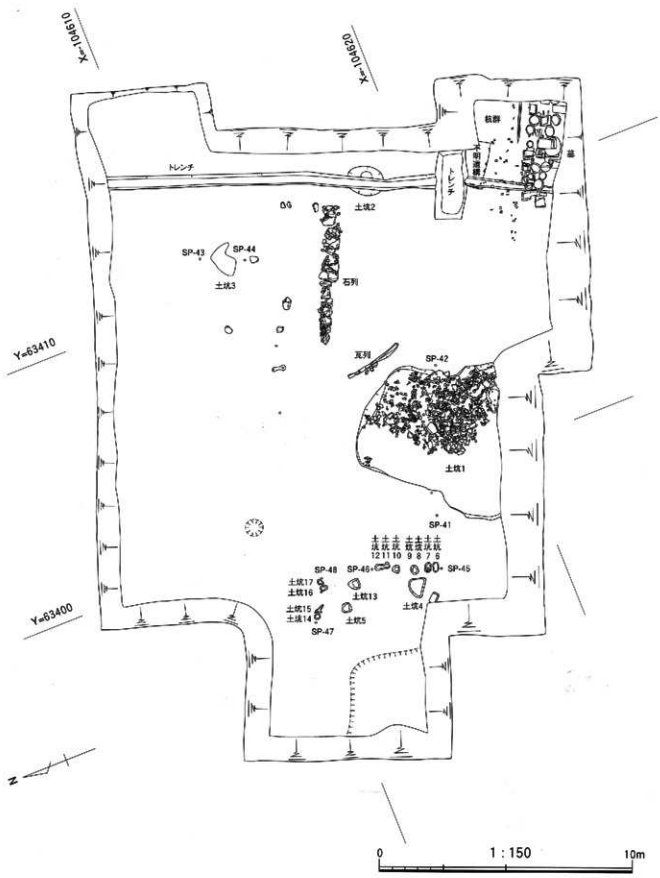 X=-104610
X=-104620
杭群
不明遺構
墓
トレンチ
トレンチ
土坑2
SP-43
SP-44
土坑3
石列
Y=63410
瓦列
SP-42
土坑1
SP-41
土坑12
土坑11
土坑10
土坑9
土坑8
土坑7
土坑6
SP-48
SP-46
SP-45
土坑17
土坑16
土坑13
土坑4
土坑15
土坑14
土坑5
SP-47
Y=63400
N
0
1:150
10m